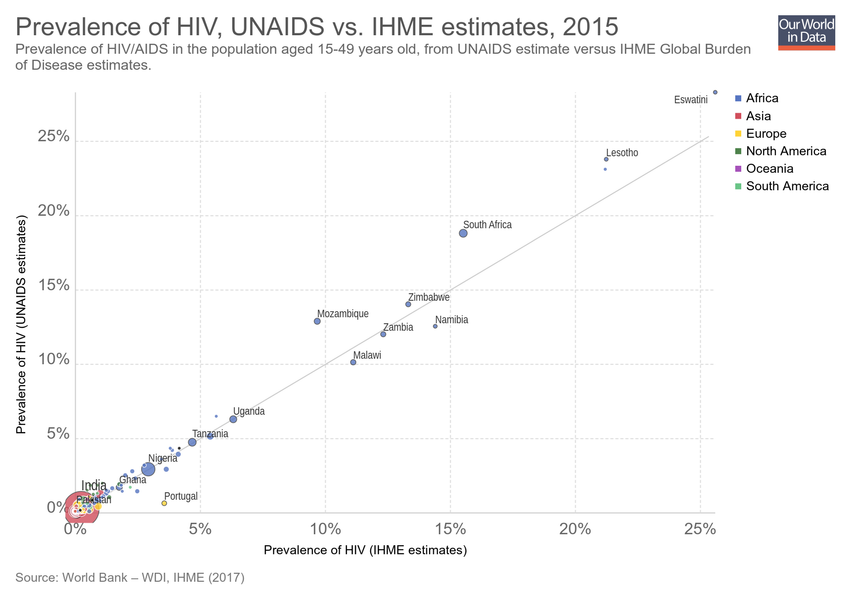 Prevalence of HIV, UNAIDS vs. IHME estimates, 2015
Prevalence of HIV/AIDS in the population aged 15-49 years old, from UNAIDS estimate versus IHME Global Burden
of Disease estimates.
Our World
in Data
Africa
Asia
Europe
North America
Oceania
South America
Prevalence of HIV (UNAIDS estimates)
25%
20%
15%
10%
5%
0%
Eswatini
Lesotho
South Africa
Zimbabwe
Mozambique
Namibia
Zambia
Malawi
Uganda
Tanzania
Nigeria
Ghana
India
Pakistan
Portugal
0%
5%
10%
15%
20%
25%
Prevalence of HIV (IHME estimates)
Source: World Bank – WDI, IHME (2017)